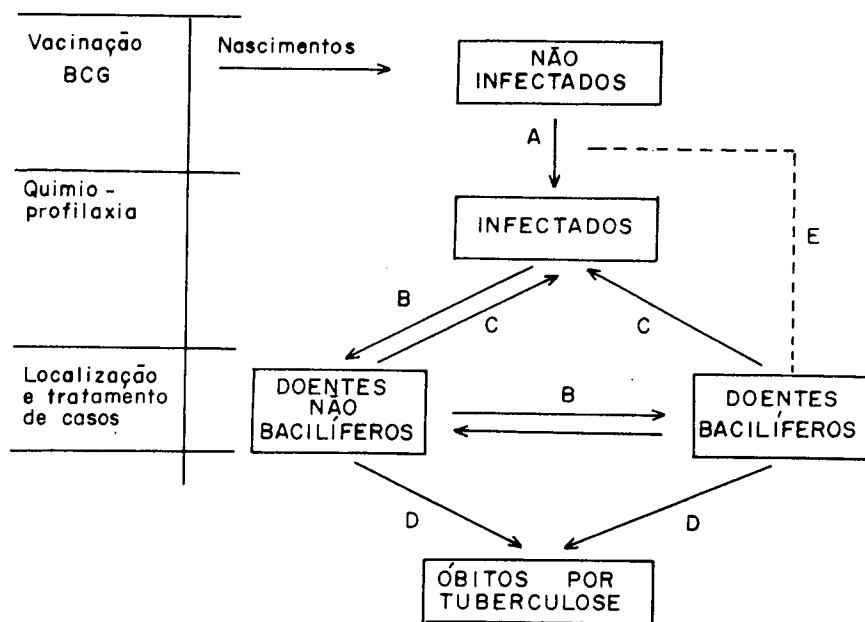 Vacinação
BCG
Nascimentos
NÃO
INFECTADOS
A
Quimio -
profilaxia
INFECTADOS
E
B
C
C
Localização
e tratamento
de casos
DOENTES
NÃO
BACILÍFEROS
B
DOENTES
BACILÍFEROS
D
D
ÓBITOS POR
TUBERCULOSE